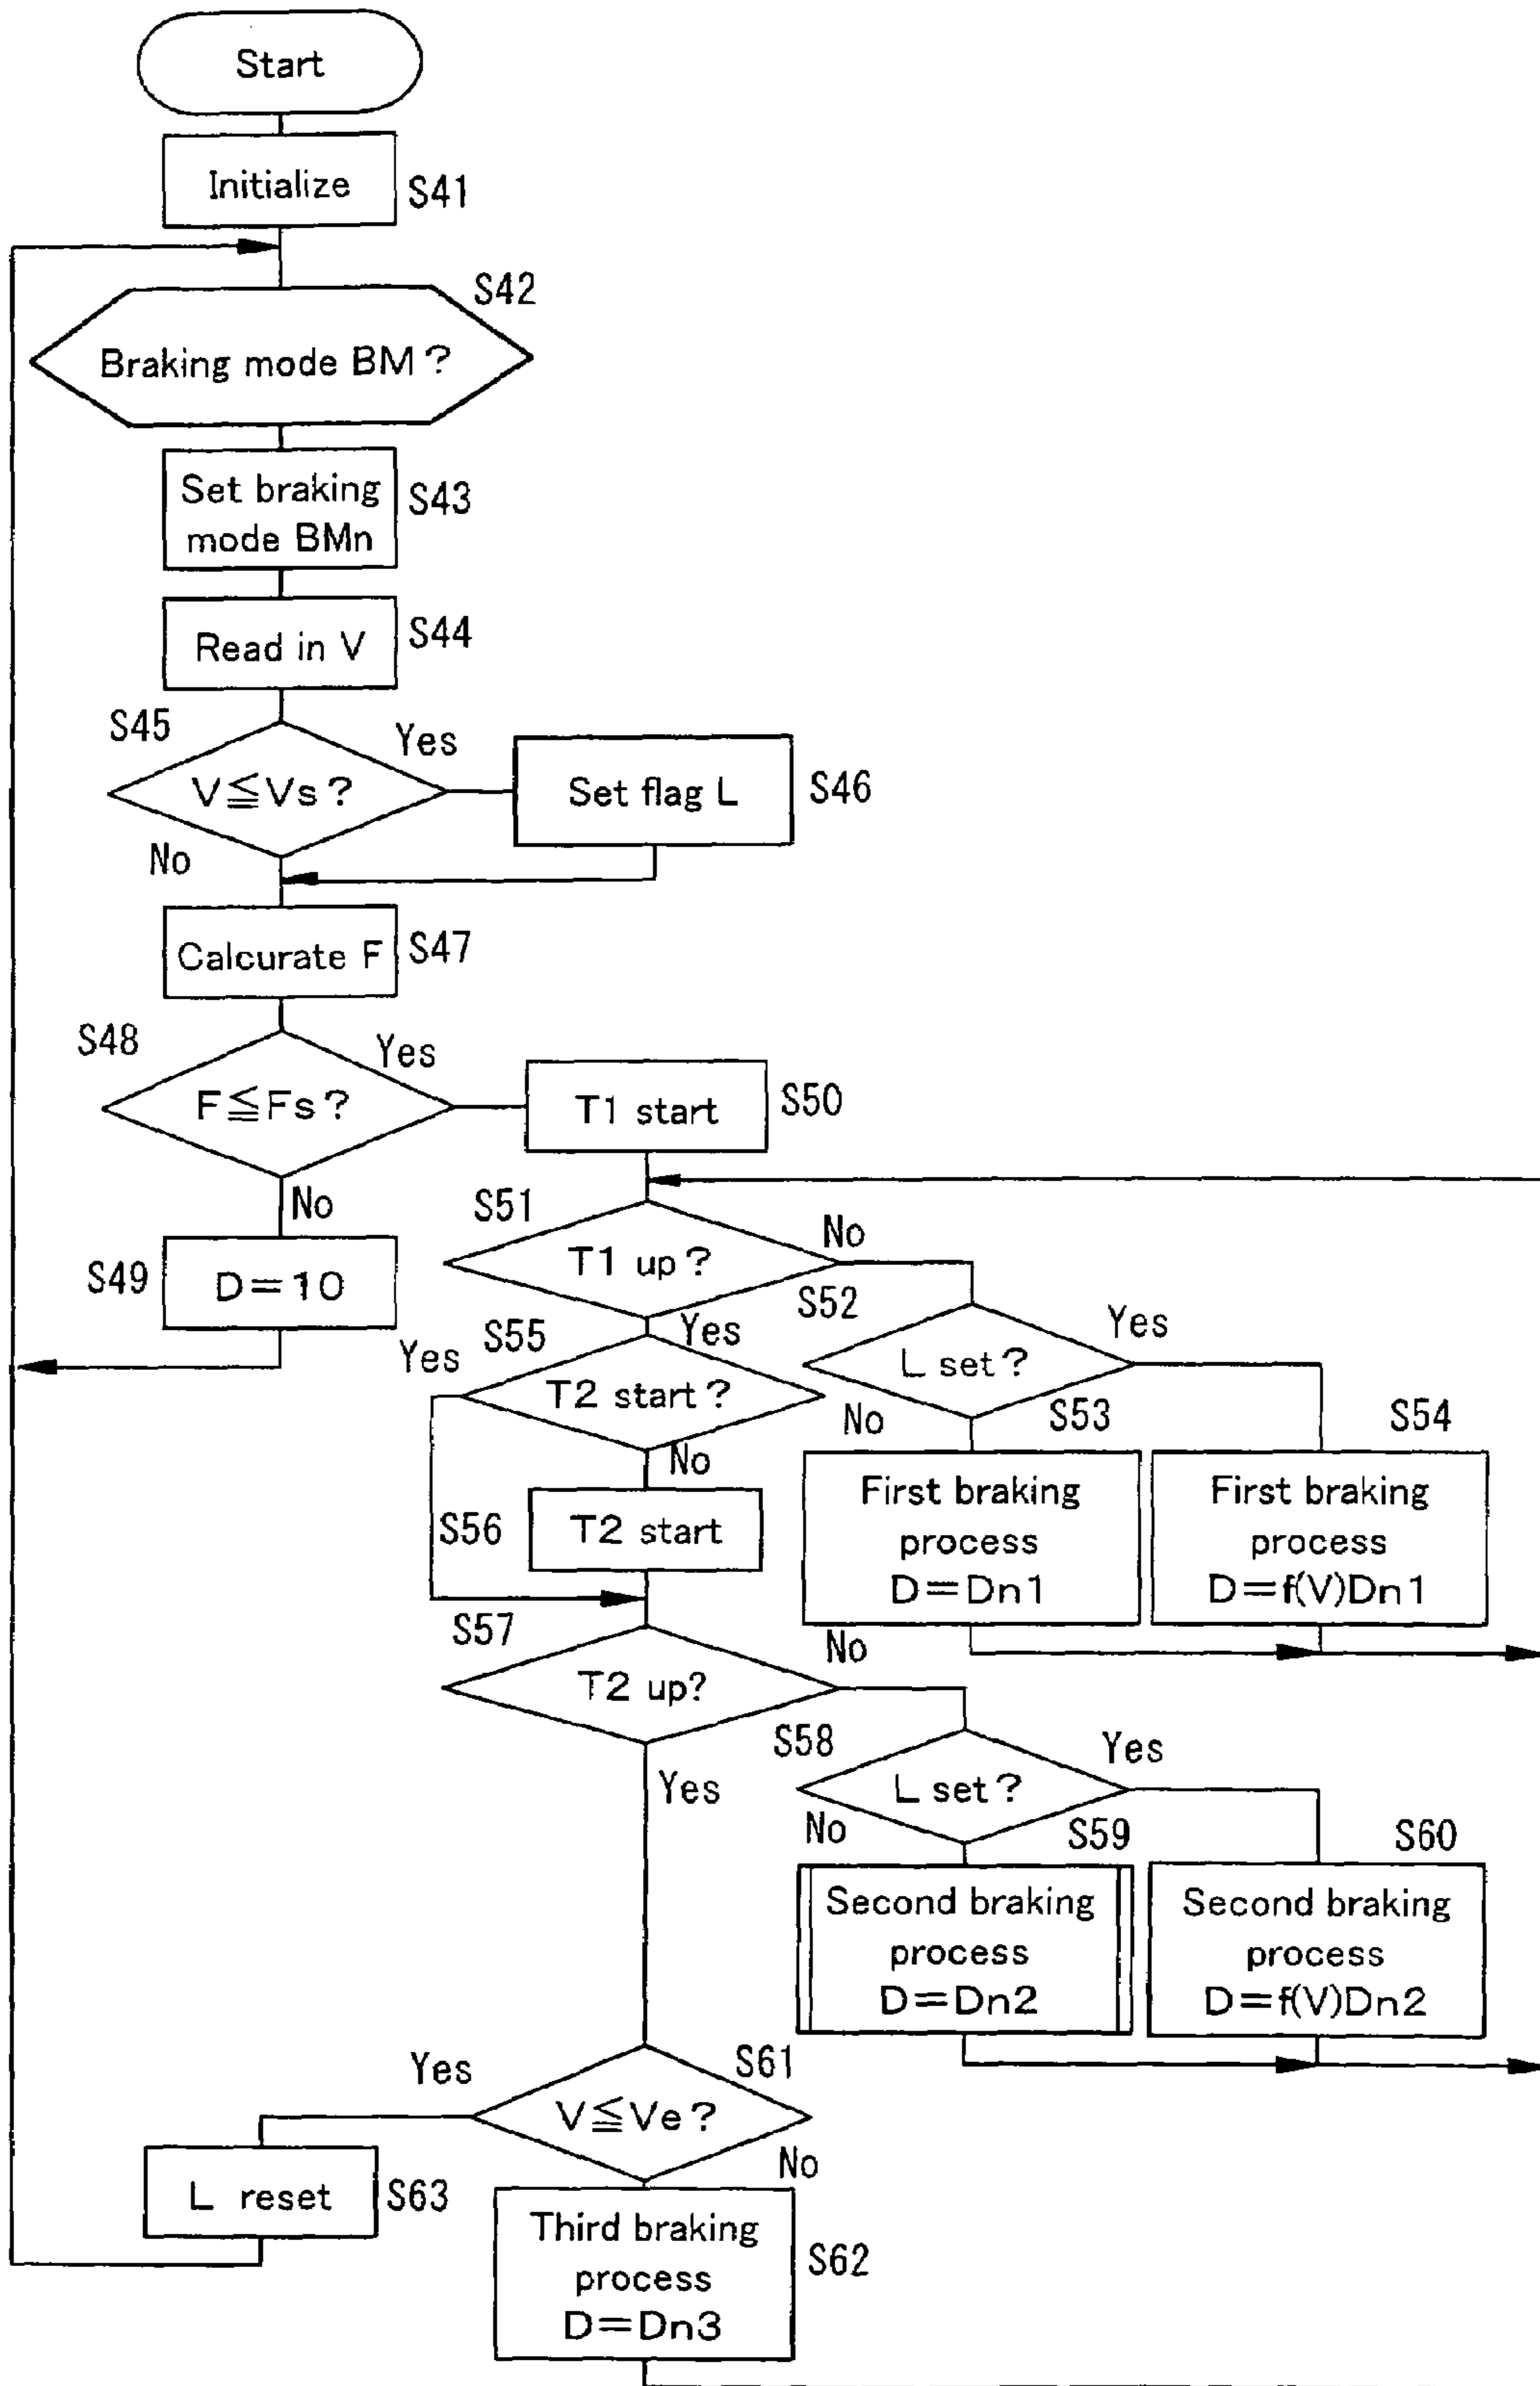 Start
Initialize
S41
S42
Braking mode BM?
Set braking
mode BMn
S43
Read in V
S44
S45
V≦Vs?
Yes
No
Set flag L
S46
Calcurate F
S47
S48
F≦Fs?
Yes
No
T1 start
S50
S49
D=10
S51
T1 up?
No
Yes
S52
L set?
Yes
No
S55
Yes
T2 start?
No
S53
First braking
process
D=Dn1
S54
First braking
process
D=f(V)Dn1
S56
T2 start
S57
T2 up?
No
Yes
S58
L set?
Yes
No
S59
Second braking
process
D=Dn2
S60
Second braking
process
D=f(V)Dn2
S61
V≦Ve?
Yes
No
L reset
S63
Third braking
process
D=Dn3
S62